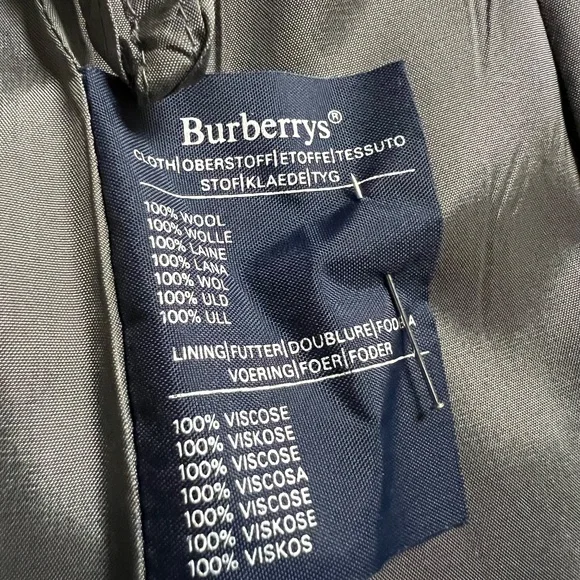 Burberrys®
CLOTH|OBERSTOFF|ETOFFE|TESSUTO
STOF|KLAEDE|TYG
100% WOOL
100% WOLLE
100% LAINE
100% LANA
100% WOL
100% ULD
100% ULL
LINING|FUTTER|DOUBLURE|FODERA
VOERING|FOER|FODER
100% VISCOSE
100% VISKOSE
100% VISCOSE
100% VISCOSA
100% VISCOSE
100% VISKOSE
100% VISKOS